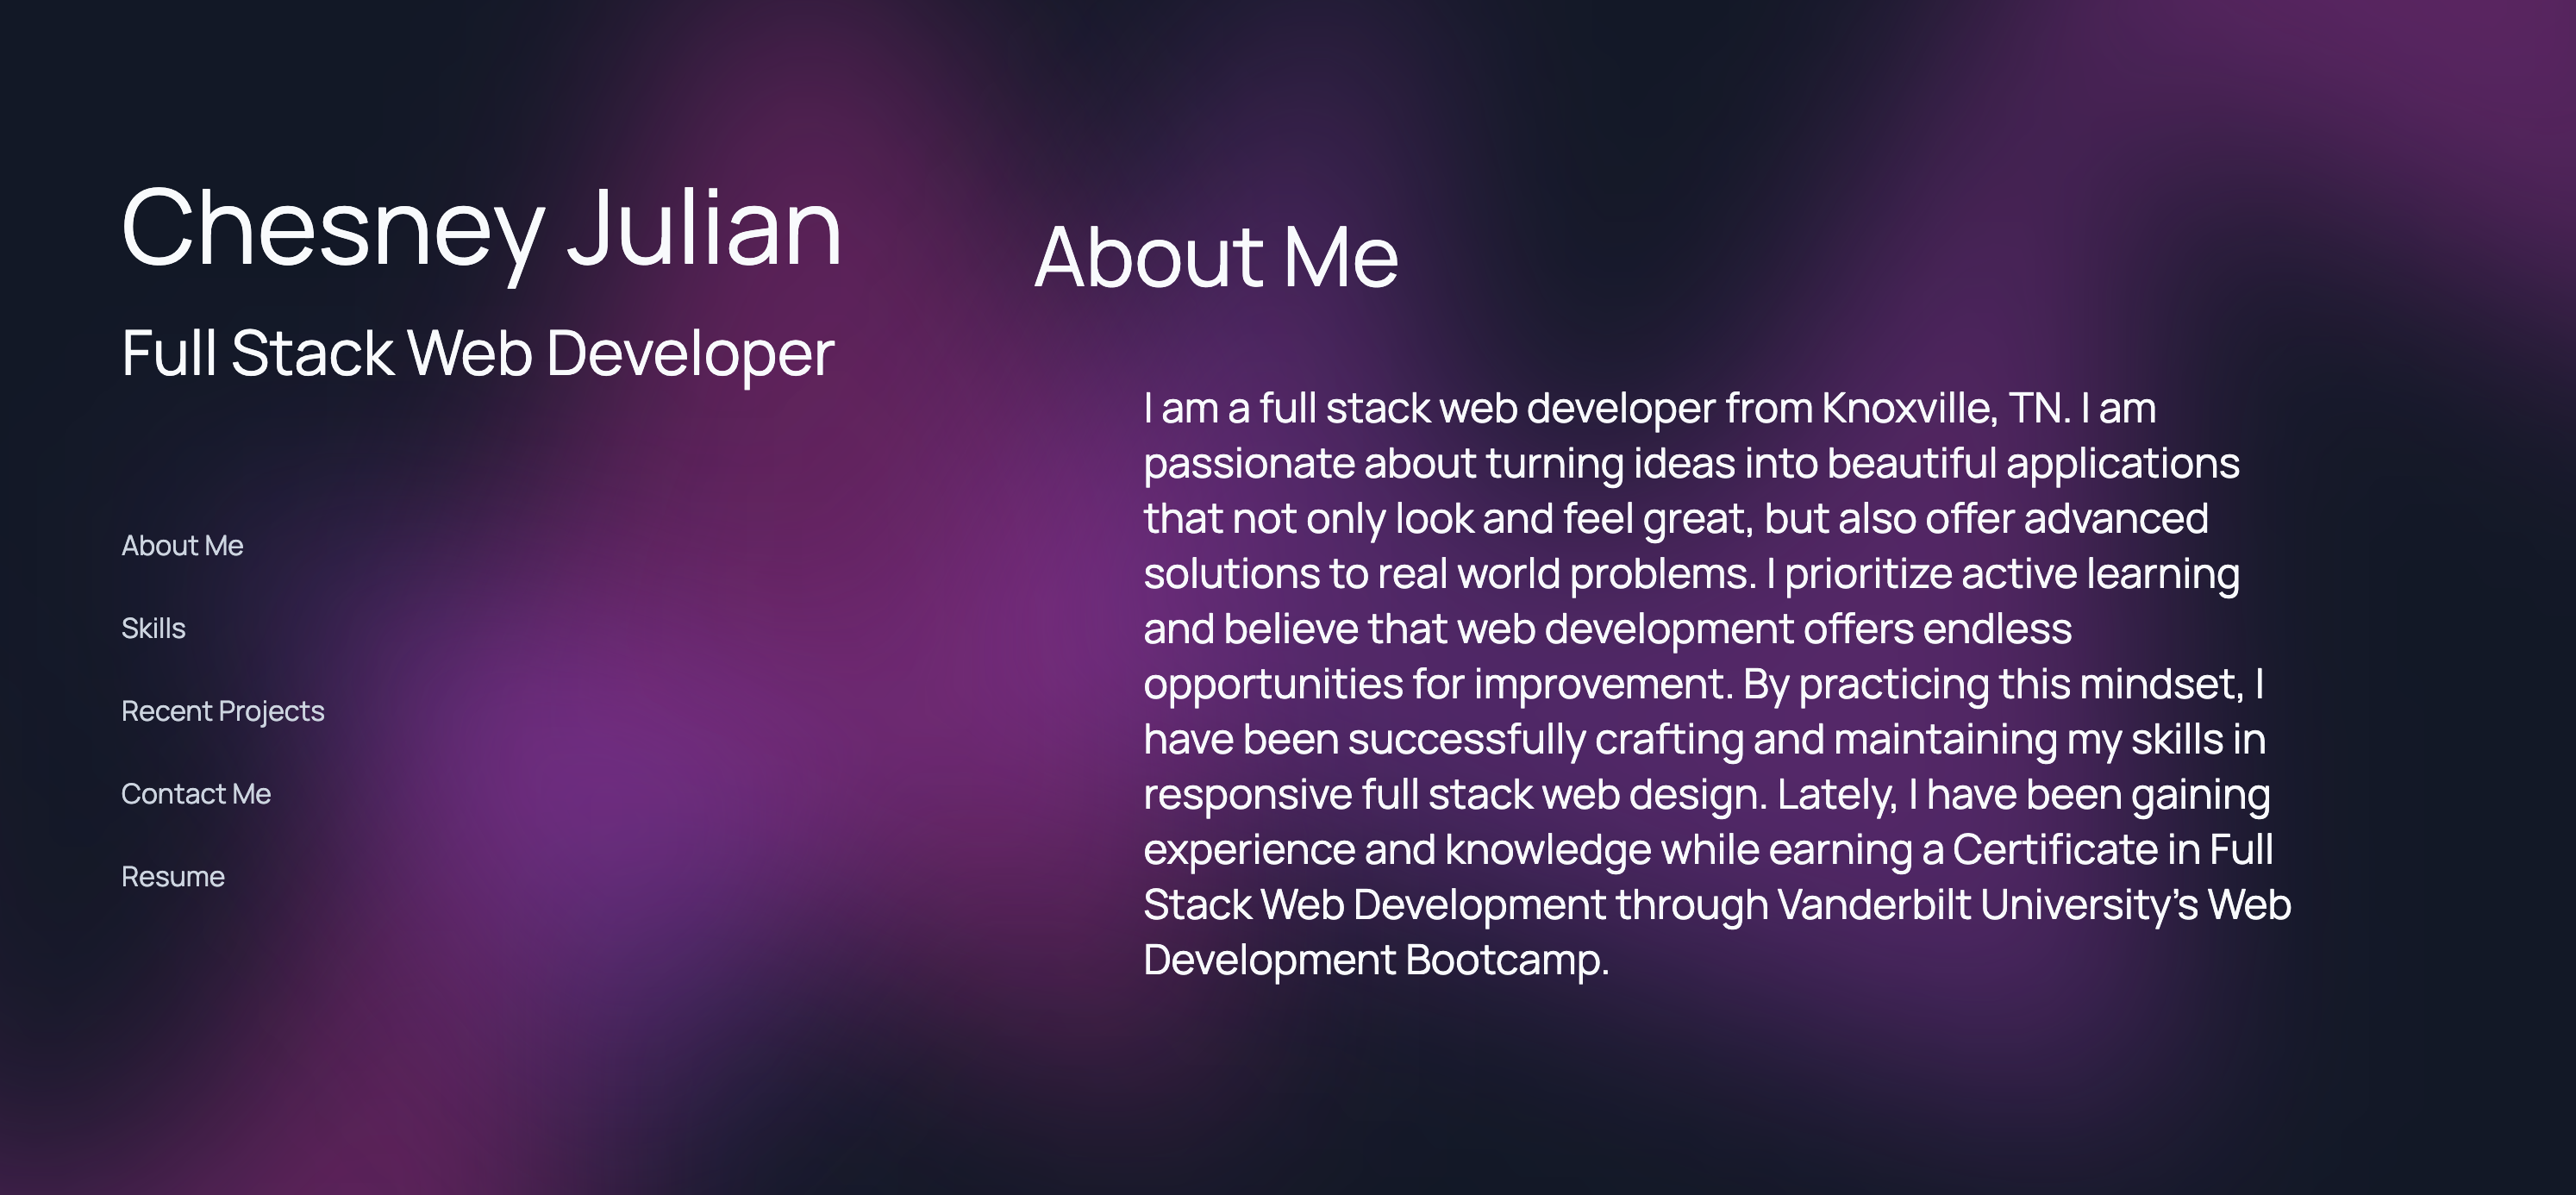 Chesney Julian
Full Stack Web Developer
About Me
Skills
Recent Projects
Contact Me
Resume
About Me
I am a full stack web developer from Knoxville, TN. I am
passionate about turning ideas into beautiful applications
that not only look and feel great, but also offer advanced
solutions to real world problems. I prioritize active learning
and believe that web development offers endless
opportunities for improvement. By practicing this mindset, I
have been successfully crafting and maintaining my skills in
responsive full stack web design. Lately, I have been gaining
experience and knowledge while earning a Certificate in Full
Stack Web Development through Vanderbilt University’s Web
Development Bootcamp.